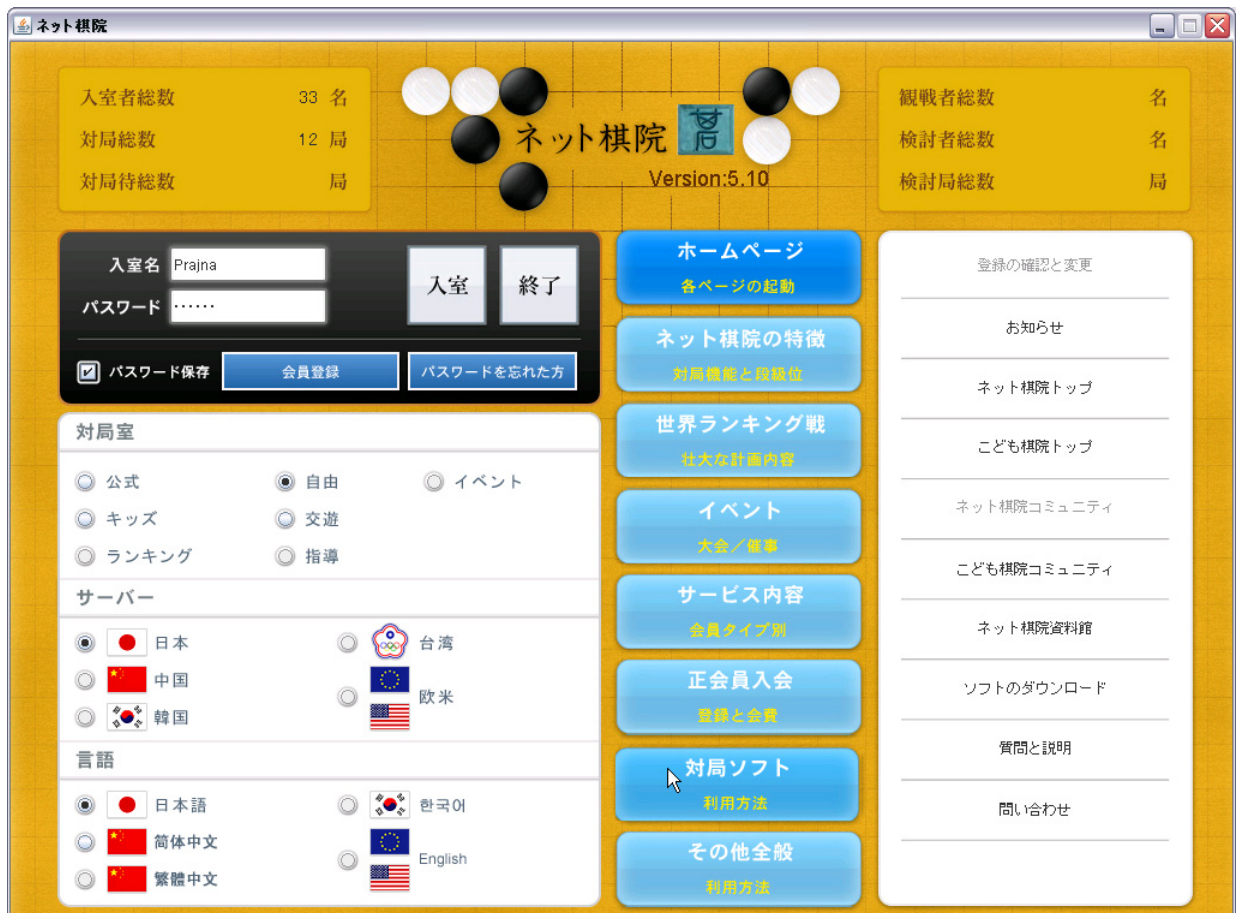 ネット棋院
入室者総数 33 名
対局総数 12 局
対局待総数 局
ネット棋院
Version:5.10
観戦者総数 名
検討者総数 名
検討局総数 局
入室名 Prajna
パスワード ······
入室
終了
パスワード保存
会員登録
パスワードを忘れた方
対局室
公式 自由 イベント
キッズ 交遊
ランキング 指導
サーバー
日本 台湾
中国
欧米
韓国
言語
日本語 한국어
简体中文
English
繁體中文
ホームページ
各ページの起動
ネット棋院の特徴
対局機能と段級位
世界ランキング戦
壮大な計画内容
イベント
大会／催事
サービス内容
会員タイプ別
正会員入会
登録と会費
対局ソフト
利用方法
その他全般
利用方法
登録の確認と変更
お知らせ
ネット棋院トップ
こども棋院トップ
ネット棋院コミュニティ
こども棋院コミュニティ
ネット棋院資料館
ソフトのダウンロード
質問と説明
問い合わせ